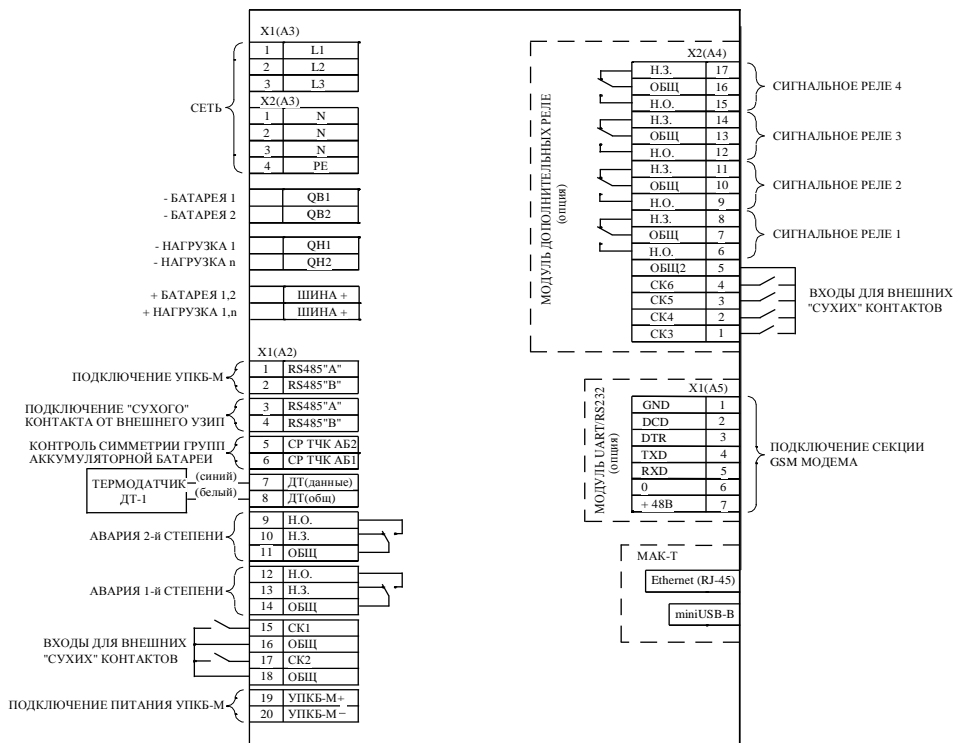 X1(A3)
1 L1
2 L2
3 L3
СЕТЬ
X2(A3)
1 N
2 N
3 N
4 PE
- БАТАРЕЯ 1 QB1
- БАТАРЕЯ 2 QB2
- НАГРУЗКА 1 QH1
- НАГРУЗКА n QH2
+ БАТАРЕЯ 1,2 ШИНА +
+ НАГРУЗКА 1,n ШИНА +
X1(A2)
ПОДКЛЮЧЕНИЕ УПКБ-М
1 RS485"A"
2 RS485"B"
ПОДКЛЮЧЕНИЕ "СУХОГО"
КОНТАКТА ОТ ВНЕШНЕГО УЗИП
3 RS485"A"
4 RS485"B"
КОНТРОЛЬ СИММЕТРИИ ГРУПП
АККУМУЛЯТОРНОЙ БАТАРЕИ
5 СР ТЧК АБ2
6 СР ТЧК АБ1
ТЕРМОДАТЧИК
ДТ-1
(синий) 7 ДТ(данные)
(белый) 8 ДТ(общ)
АВАРИЯ 2-й СТЕПЕНИ
9 Н.О.
10 Н.З.
11 ОБЩ
АВАРИЯ 1-й СТЕПЕНИ
12 Н.О.
13 Н.З.
14 ОБЩ
ВХОДЫ ДЛЯ ВНЕШНИХ
"СУХИХ" КОНТАКТОВ
15 СК1
16 ОБЩ
17 СК2
18 ОБЩ
ПОДКЛЮЧЕНИЕ ПИТАНИЯ УПКБ-М
19 УПКБ-М+
20 УПКБ-М−
МОДУЛЬ ДОПОЛНИТЕЛЬНЫХ РЕЛЕ
(опция)
X2(A4)
Н.З. 17
ОБЩ 16
Н.О. 15
СИГНАЛЬНОЕ РЕЛЕ 4
Н.З. 14
ОБЩ 13
Н.О. 12
СИГНАЛЬНОЕ РЕЛЕ 3
Н.З. 11
ОБЩ 10
Н.О. 9
СИГНАЛЬНОЕ РЕЛЕ 2
Н.З. 8
ОБЩ 7
Н.О. 6
СИГНАЛЬНОЕ РЕЛЕ 1
ОБЩ2 5
СК6 4
СК5 3
СК4 2
СК3 1
ВХОДЫ ДЛЯ ВНЕШНИХ
"СУХИХ" КОНТАКТОВ
МОДУЛЬ UART/RS232
(опция)
X1(A5)
GND 1
DCD 2
DTR 3
TXD 4
RXD 5
0 6
+ 48В 7
ПОДКЛЮЧЕНИЕ СЕКЦИИ
GSM МОДЕМА
МАК-Т
Ethernet (RJ-45)
miniUSB-B